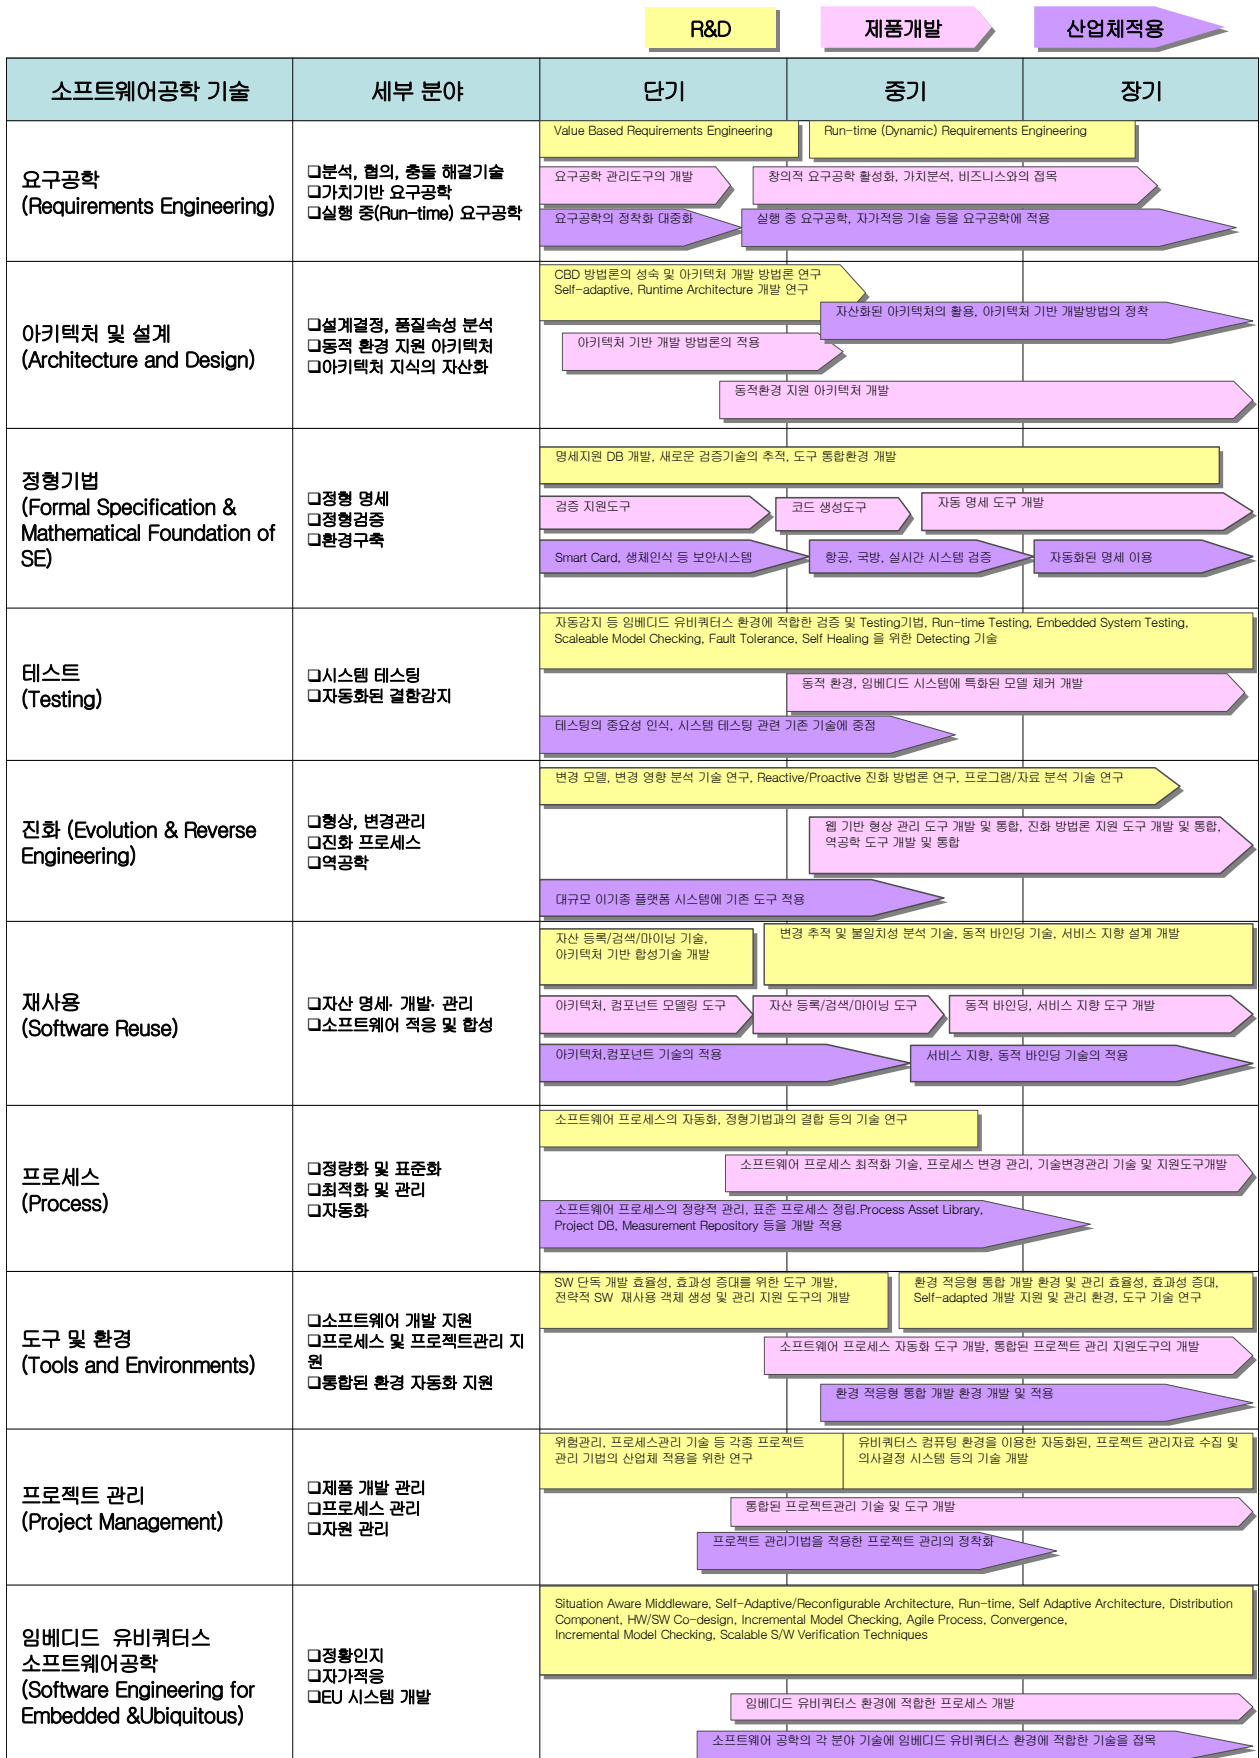 R&D
제품개발
산업체적용
소프트웨어공학 기술
세부 분야
단기
중기
장기
요구공학
(Requirements Engineering)
❑분석, 협의, 충돌 해결기술
❑가치기반 요구공학
❑실행 중(Run-time) 요구공학
Value Based Requirements Engineering
Run-time (Dynamic) Requirements Engineering
요구공학 관리도구의 개발
창의적 요구공학 활성화, 가치분석, 비즈니스와의 접목
요구공학의 정착화 대중화
실행 중 요구공학, 자가적응 기술 등을 요구공학에 적용
아키텍처 및 설계
(Architecture and Design)
❑설계결정, 품질속성 분석
❑동적 환경 지원 아키텍처
❑아키텍처 지식의 자산화
CBD 방법론의 성숙 및 아키텍처 개발 방법론 연구
Self-adaptive, Runtime Architecture 개발 연구
자산화된 아키텍처의 활용, 아키텍처 기반 개발방법의 정착
아키텍처 기반 개발 방법론의 적용
동적환경 지원 아키텍처 개발
정형기법
(Formal Specification &
Mathematical Foundation of
SE)
❑정형 명세
❑정형검증
❑환경구축
명세지원 DB 개발, 새로운 검증기술의 추적, 도구 통합환경 개발
검증 지원도구
코드 생성도구
자동 명세 도구 개발
Smart Card, 생체인식 등 보안시스템
항공, 국방, 실시간 시스템 검증
자동화된 명세 이용
테스트
(Testing)
❑시스템 테스팅
❑자동화된 결함감지
자동감지 등 임베디드 유비쿼터스 환경에 적합한 검증 및 Testing기법, Run-time Testing, Embedded System Testing,
Scaleable Model Checking, Fault Tolerance, Self Healing 을 위한 Detecting 기술
동적 환경, 임베디드 시스템에 특화된 모델 체커 개발
테스팅의 중요성 인식, 시스템 테스팅 관련 기존 기술에 중점
진화 (Evolution & Reverse
Engineering)
❑형상, 변경관리
❑진화 프로세스
❑역공학
변경 모델, 변경 영향 분석 기술 연구, Reactive/Proactive 진화 방법론 연구, 프로그램/자료 분석 기술 연구
웹 기반 형상 관리 도구 개발 및 통합, 진화 방법론 지원 도구 개발 및 통합,
역공학 도구 개발 및 통합
대규모 이기종 플랫폼 시스템에 기존 도구 적용
재사용
(Software Reuse)
❑자산 명세· 개발· 관리
❑소프트웨어 적응 및 합성
자산 등록/검색/마이닝 기술,
아키텍처 기반 합성기술 개발
변경 추적 및 불일치성 분석 기술, 동적 바인딩 기술, 서비스 지향 설계 개발
아키텍처, 컴포넌트 모델링 도구
자산 등록/검색/마이닝 도구
동적 바인딩, 서비스 지향 도구 개발
아키텍처,컴포넌트 기술의 적용
서비스 지향, 동적 바인딩 기술의 적용
프로세스
(Process)
❑정량화 및 표준화
❑최적화 및 관리
❑자동화
소프트웨어 프로세스의 자동화, 정형기법과의 결합 등의 기술 연구
소프트웨어 프로세스 최적화 기술, 프로세스 변경 관리, 기술변경관리 기술 및 지원도구개발
소프트웨어 프로세스의 정량적 관리, 표준 프로세스 정립.Process Asset Library,
Project DB, Measurement Repository 등을 개발 적용
도구 및 환경
(Tools and Environments)
❑소프트웨어 개발 지원
❑프로세스 및 프로젝트관리 지
원
❑통합된 환경 자동화 지원
SW 단독 개발 효율성, 효과성 증대를 위한 도구 개발,
전략적 SW 재사용 객체 생성 및 관리 지원 도구의 개발
환경 적응형 통합 개발 환경 및 관리 효율성, 효과성 증대,
Self-adapted 개발 지원 및 관리 환경, 도구 기술 연구
소프트웨어 프로세스 자동화 도구 개발, 통합된 프로젝트 관리 지원도구의 개발
환경 적응형 통합 개발 환경 개발 및 적용
프로젝트 관리
(Project Management)
❑제품 개발 관리
❑프로세스 관리
❑자원 관리
위험관리, 프로세스관리 기술 등 각종 프로젝트
관리 기법의 산업체 적용을 위한 연구
유비쿼터스 컴퓨팅 환경을 이용한 자동화된, 프로젝트 관리자료 수집 및
의사결정 시스템 등의 기술 개발
통합된 프로젝트관리 기술 및 도구 개발
프로젝트 관리기법을 적용한 프로젝트 관리의 정착화
임베디드 유비쿼터스
소프트웨어공학
(Software Engineering for
Embedded &Ubiquitous)
❑정황인지
❑자가적응
❑EU 시스템 개발
Situation Aware Middleware, Self-Adaptive/Reconfigurable Architecture, Run-time, Self Adaptive Architecture, Distribution
Component, HW/SW Co-design, Incremental Model Checking, Agile Process, Convergence,
Incremental Model Checking, Scalable S/W Verification Techniques
임베디드 유비쿼터스 환경에 적합한 프로세스 개발
소프트웨어 공학의 각 분야 기술에 임베디드 유비쿼터스 환경에 적합한 기술을 접목